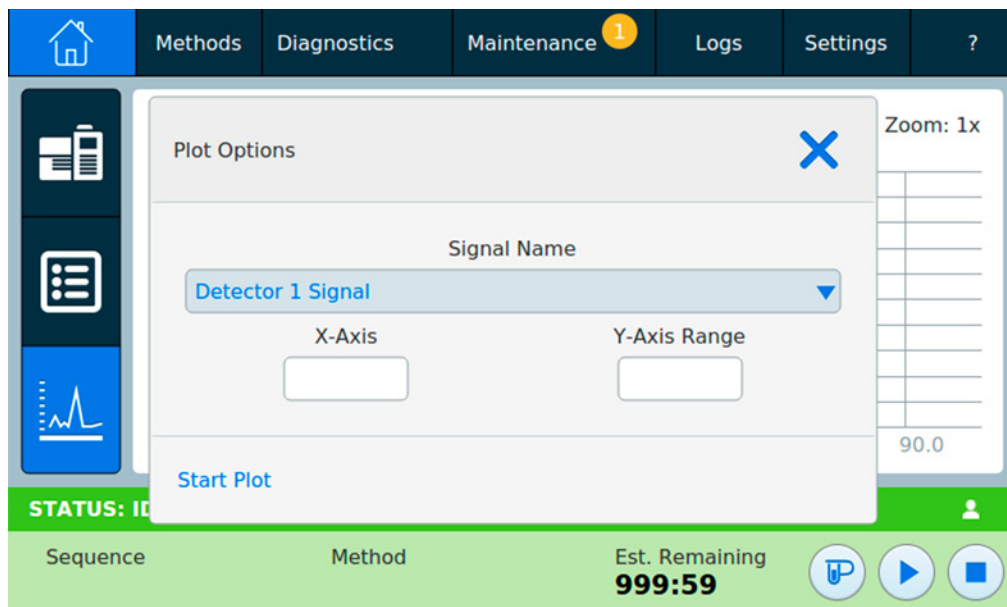 Methods Diagnostics Maintenance 1 Logs Settings ?
Zoom: 1x
Plot Options
Signal Name
Detector 1 Signal
X-Axis Y-Axis Range
90.0
Start Plot
STATUS:
Sequence Method Est. Remaining
999:59